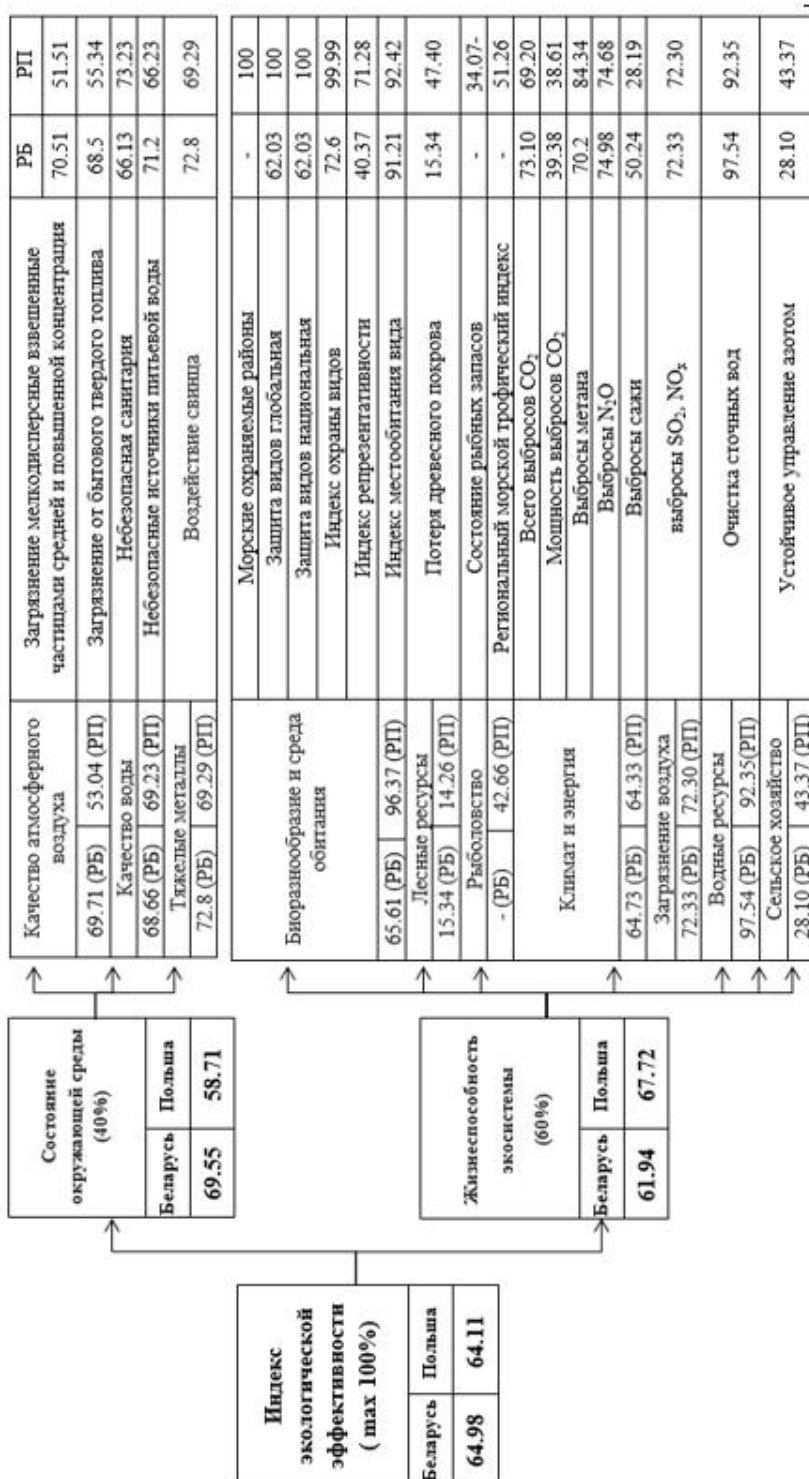 Индекс
экологической
эффективности
( max 100%)
Беларусь Польша
64.98 64.11
Состояние
окружающей среды
(40%)
Беларусь Польша
69.55 58.71
Жизнеспособность
экосистемы
(60%)
Беларусь Польша
61.94 67.72
РБ РП
Качество атмосферного
воздуха
69.71 (РБ) 53.04 (РП)
Загрязнение мелкодисперсные взвешенные
частицами средней и повышенной концентрация
70.51 51.51
Загрязнение от бытового твердого топлива 68.5 55.34
Качество воды
68.66 (РБ) 69.23 (РП)
Небезопасная санитария 66.13 73.23
Небезопасные источники питьевой воды 71.2 66.23
Тяжелые металлы
72.8 (РБ) 69.29 (РП)
Воздействие свинца 72.8 69.29
Биоразнообразие и среда
обитания
65.61 (РБ) 96.37 (РП)
Морские охраняемые районы - 100
Защита видов глобальная 62.03 100
Защита видов национальная 62.03 100
Индекс охраны видов 72.6 99.99
Индекс репрезентативности 40.37 71.28
Индекс местообитания вида 91.21 92.42
Лесные ресурсы
15.34 (РБ) 14.26 (РП)
Потеря древесного покрова 15.34 47.40
Рыболовство
- (РБ) 42.66 (РП)
Состояние рыбных запасов - 34.07-
Региональный морской трофический индекс - 51.26
Климат и энергия
64.73 (РБ) 64.33 (РП)
Всего выбросов CO₂ 73.10 69.20
Мощность выбросов CO₂ 39.38 38.61
Выбросы метана 70.2 84.34
Выбросы N₂O 74.98 74.68
Выбросы сажи 50.24 28.19
Загрязнение воздуха
72.33 (РБ) 72.30 (РП)
выбросы SO₂, NOₓ 72.33 72.30
Водные ресурсы
97.54 (РБ) 92.35(РП)
Очистка сточных вод 97.54 92.35
Сельское хозяйство
28.10 (РБ) 43.37 (РП)
Устойчивое управление азотом 28.10 43.37